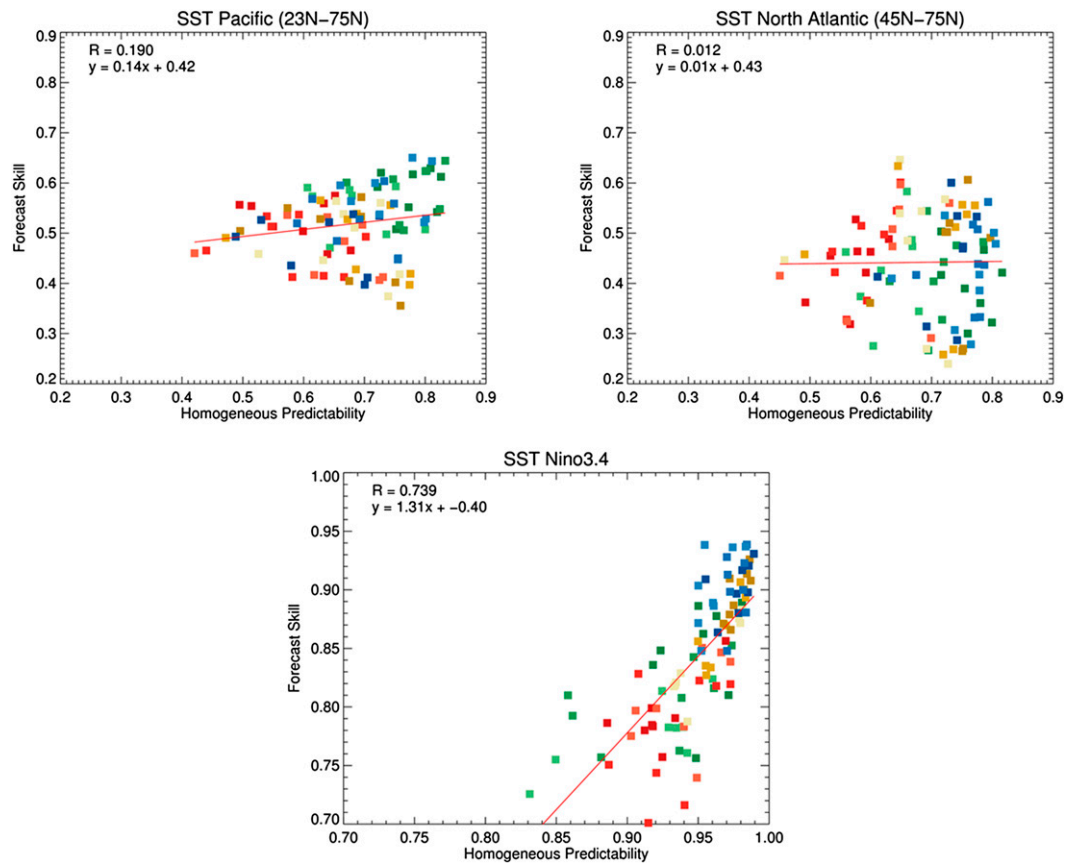 SST Pacific (23N−75N)
R = 0.190
y = 0.14x + 0.42
Forecast Skill
0.9
0.8
0.7
0.6
0.5
0.4
0.3
0.2
0.2 0.3 0.4 0.5 0.6 0.7 0.8 0.9
Homogeneous Predictability
SST North Atlantic (45N−75N)
R = 0.012
y = 0.01x + 0.43
Forecast Skill
0.9
0.8
0.7
0.6
0.5
0.4
0.3
0.2
0.2 0.3 0.4 0.5 0.6 0.7 0.8 0.9
Homogeneous Predictability
SST Nino3.4
R = 0.739
y = 1.31x + −0.40
Forecast Skill
1.00
0.95
0.90
0.85
0.80
0.75
0.70
0.70 0.75 0.80 0.85 0.90 0.95 1.00
Homogeneous Predictability